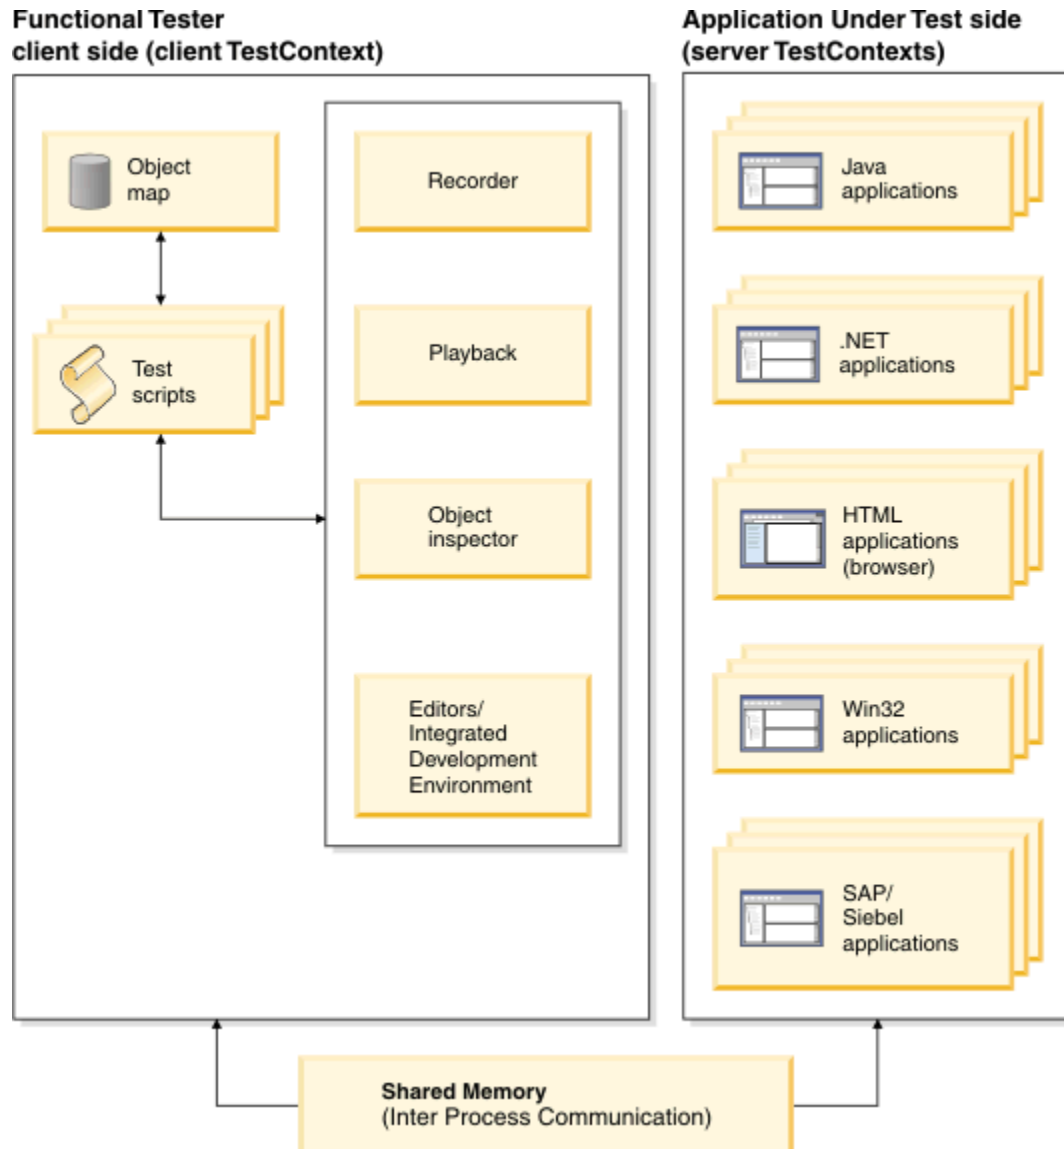 Functional Tester
client side (client TestContext)
Application Under Test side
(server TestContexts)
Object
map
Test
scripts
Recorder
Playback
Object
inspector
Editors/
Integrated
Development
Environment
Java
applications
.NET
applications
HTML
applications
(browser)
Win32
applications
SAP/
Siebel
applications
Shared Memory
(Inter Process Communication)